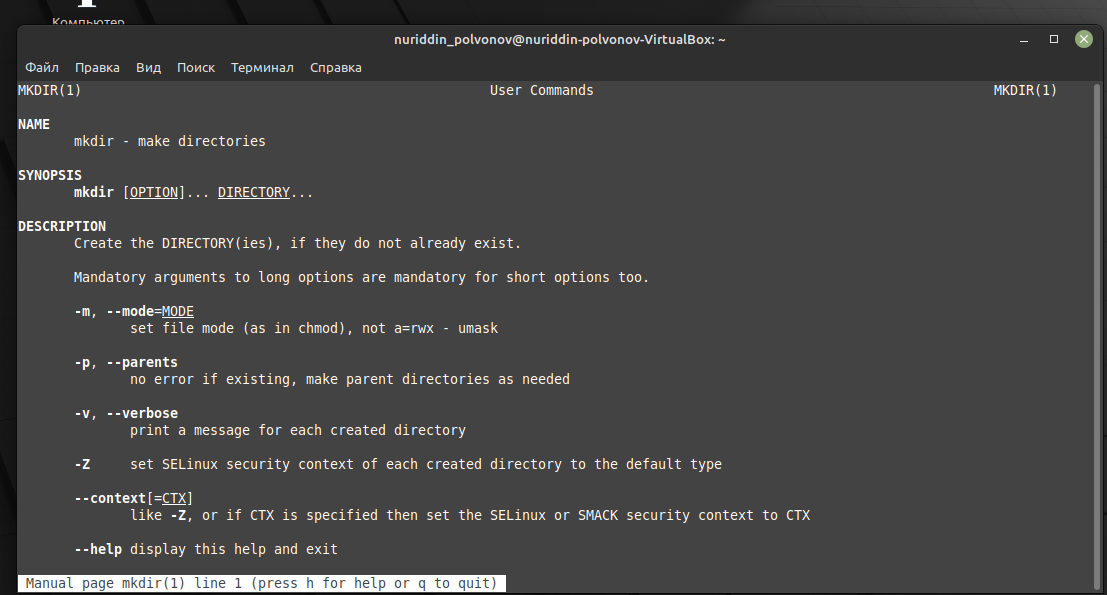 Компьютер
nuriddin_polvonov@nuriddin-polvonov-VirtualBox: ~
Файл Правка Вид Поиск Терминал Справка
MKDIR(1) User Commands MKDIR(1)
NAME
mkdir - make directories
SYNOPSIS
mkdir [OPTION]... DIRECTORY...
DESCRIPTION
Create the DIRECTORY(ies), if they do not already exist.
Mandatory arguments to long options are mandatory for short options too.
-m, --mode=MODE
set file mode (as in chmod), not a=rwx - umask
-p, --parents
no error if existing, make parent directories as needed
-v, --verbose
print a message for each created directory
-Z set SELinux security context of each created directory to the default type
--context[=CTX]
like -Z, or if CTX is specified then set the SELinux or SMACK security context to CTX
--help display this help and exit
Manual page mkdir(1) line 1 (press h for help or q to quit)